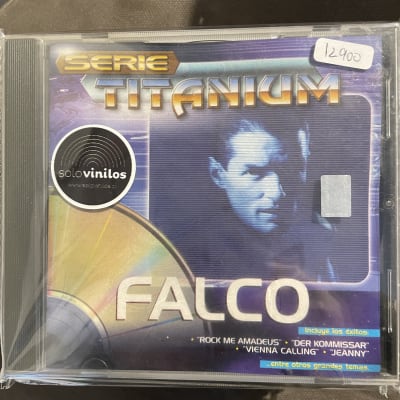 SERIE
TITANIUM
12900
solovinilos
FALCO
Incluye los éxitos
• "ROCK ME AMADEUS" • "DER KOMMISSAR"
• "VIENNA CALLING" • "JEANNY"
...entre otros grandes temas